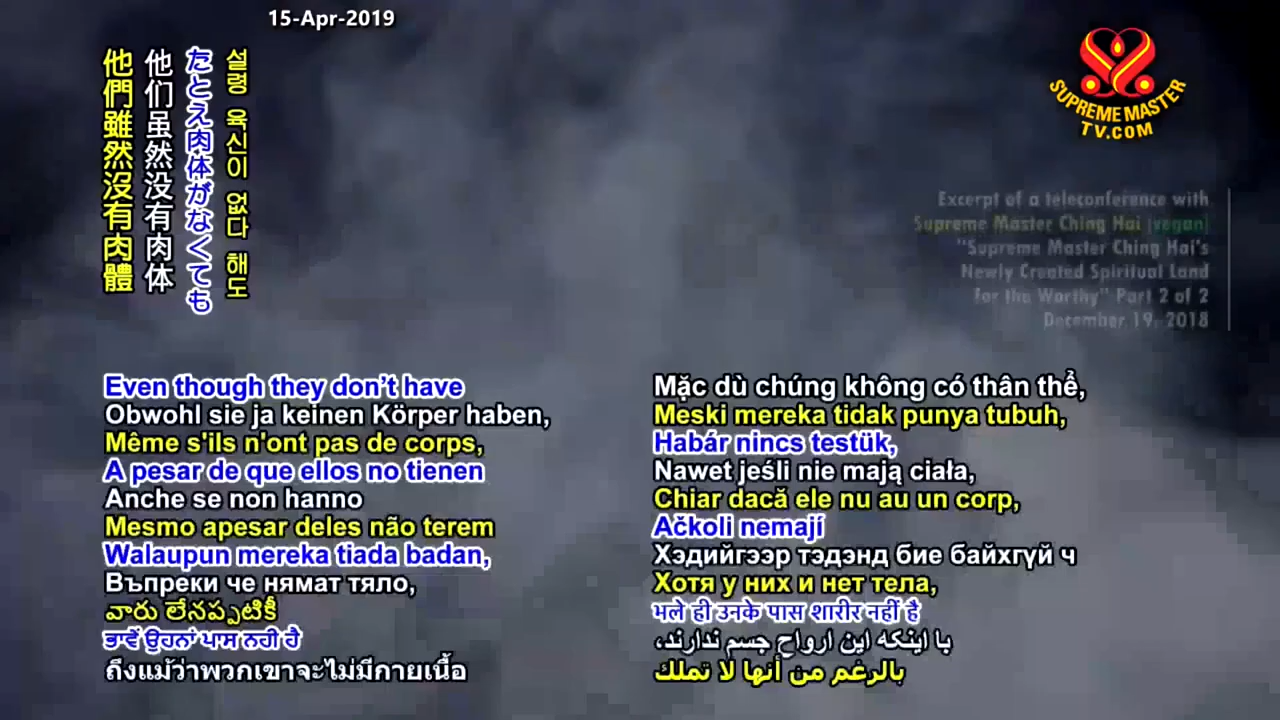 15-Apr-2019
설령 육신이 없다 해도
たとえ肉体がなくても
他们虽然没有肉体
他們雖然沒有肉體
SUPREME MASTER
TV.COM
Excerpt of a teleconference with
Supreme Master Ching Hai (vegan)
"Supreme Master Ching Hai's
Newly Created Spiritual Land
for the Worthy" Part 2 of 2
December 19, 2018
Even though they don’t have
Obwohl sie ja keinen Körper haben,
Même s'ils n'ont pas de corps,
A pesar de que ellos no tienen
Anche se non hanno
Mesmo apesar deles não terem
Walaupun mereka tiada badan,
Въпреки че нямат тяло,
వారు లేనప్పటికీ
ਭਾਵੇਂ ਉਹਨਾਂ ਪਾਸ ਨਹੀ ਹੈ
ถึงแม้ว่าพวกเขาจะไม่มีกายเนื้อ
Mặc dù chúng không có thân thể,
Meski mereka tidak punya tubuh,
Habár nincs testük,
Nawet jeśli nie mają ciała,
Chiar dacă ele nu au un corp,
Ačkoli nemají
Хэдийгээр тэдэнд бие байхгүй ч
Хотя у них и нет тела,
भले ही उनके पास शारीर नहीं है
با اینکه این ارواح جسم ندارند،
بالرغم من أنها لا تملك